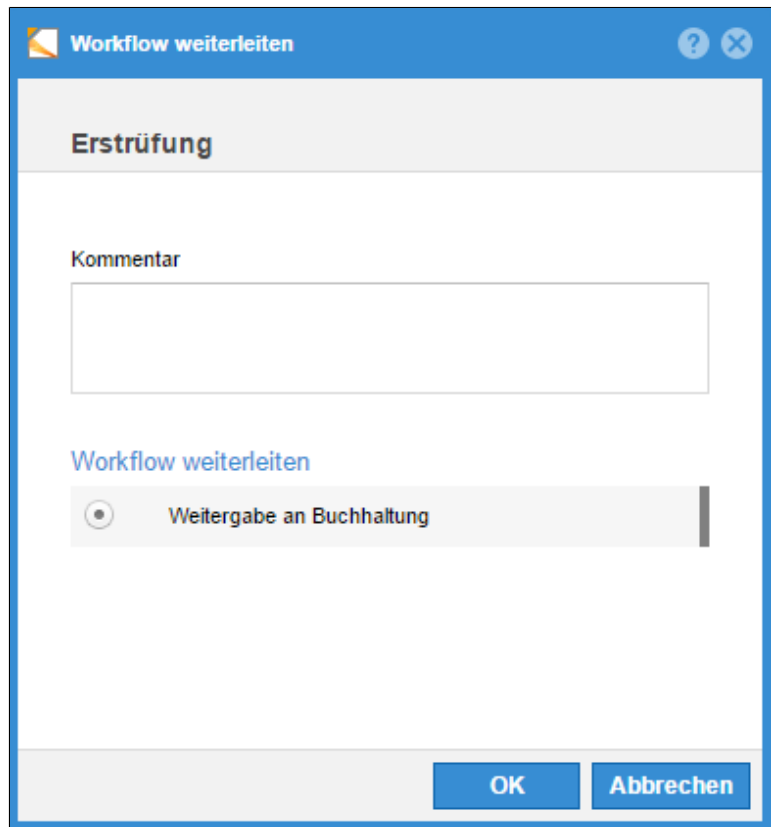 Workflow weiterleiten
Erstrüfung
Kommentar
Workflow weiterleiten
Weitergabe an Buchhaltung
OK Abbrechen